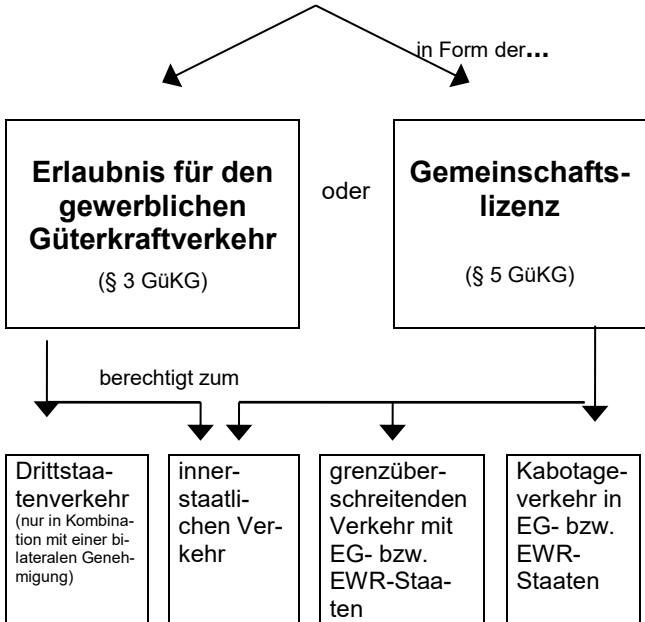 in Form der...
Erlaubnis für den
gewerblichen
Güterkraftverkehr
(§ 3 GüKG)
oder
Gemeinschafts-
lizenz
(§ 5 GüKG)
berechtigt zum
Drittstaa-
tenverkehr
(nur in Kombina-
tion mit einer bi-
lateralen Geneh-
migung)
inner-
staatli-
chen Ver-
kehr
grenzüber-
schreitenden
Verkehr mit
EG- bzw.
EWR-Staa-
ten
Kabotage-
verkehr in
EG- bzw.
EWR-
Staaten